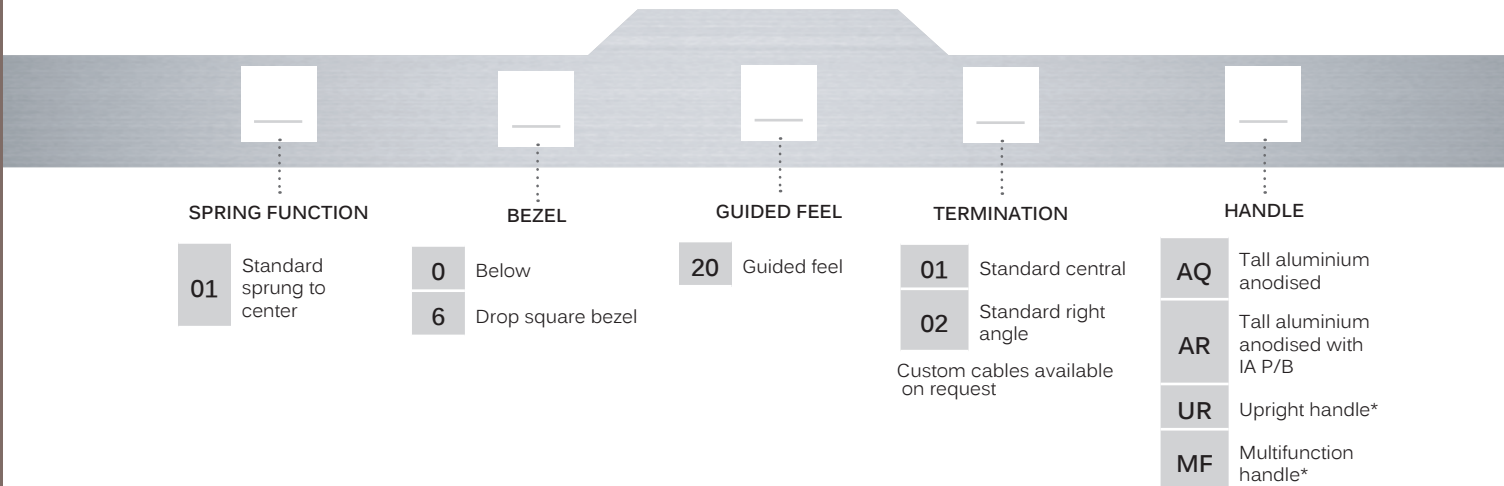 SPRING FUNCTION
01
Standard
sprung to
center
BEZEL
0 Below
6 Drop square bezel
GUIDED FEEL
20 Guided feel
TERMINATION
01 Standard central
02
Standard right
angle
Custom cables available
on request
HANDLE
AQ
Tall aluminium
anodised
AR
Tall aluminium
anodised with
IA P/B
UR Upright handle*
MF
Multifunction
handle*